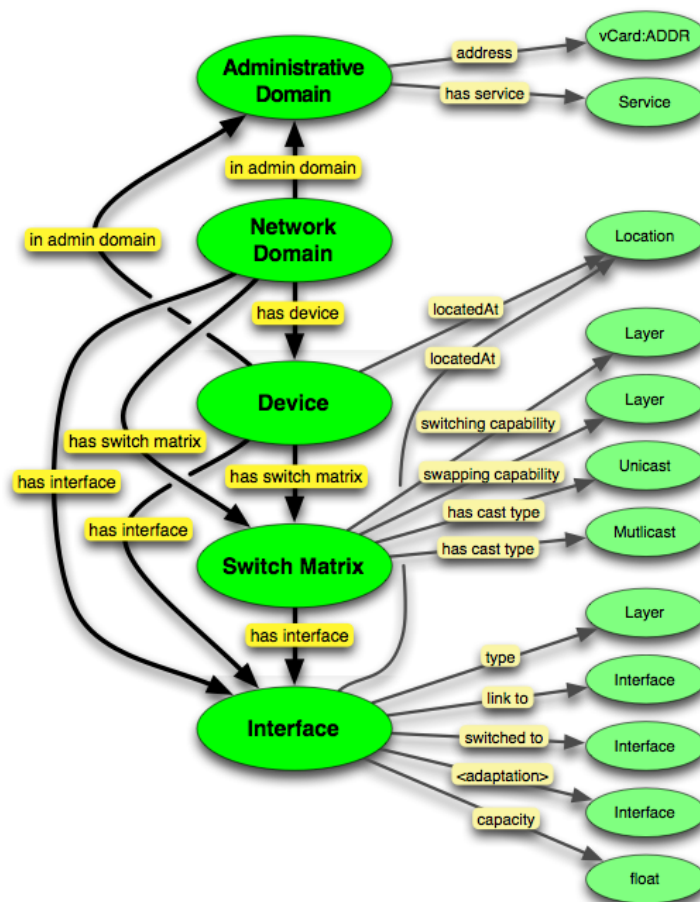 vCard:ADDR
address
Administrative
Domain
has service
Service
in admin domain
in admin domain
Network
Domain
Location
has device
locatedAt
Layer
locatedAt
Device
Layer
switching capability
has switch matrix
swapping capability
Unicast
has interface
has switch matrix
has cast type
has interface
has cast type
Mutlicast
Switch Matrix
Layer
has interface
type
Interface
link to
Interface
switched to
Interface
<adaptation>
Interface
capacity
float